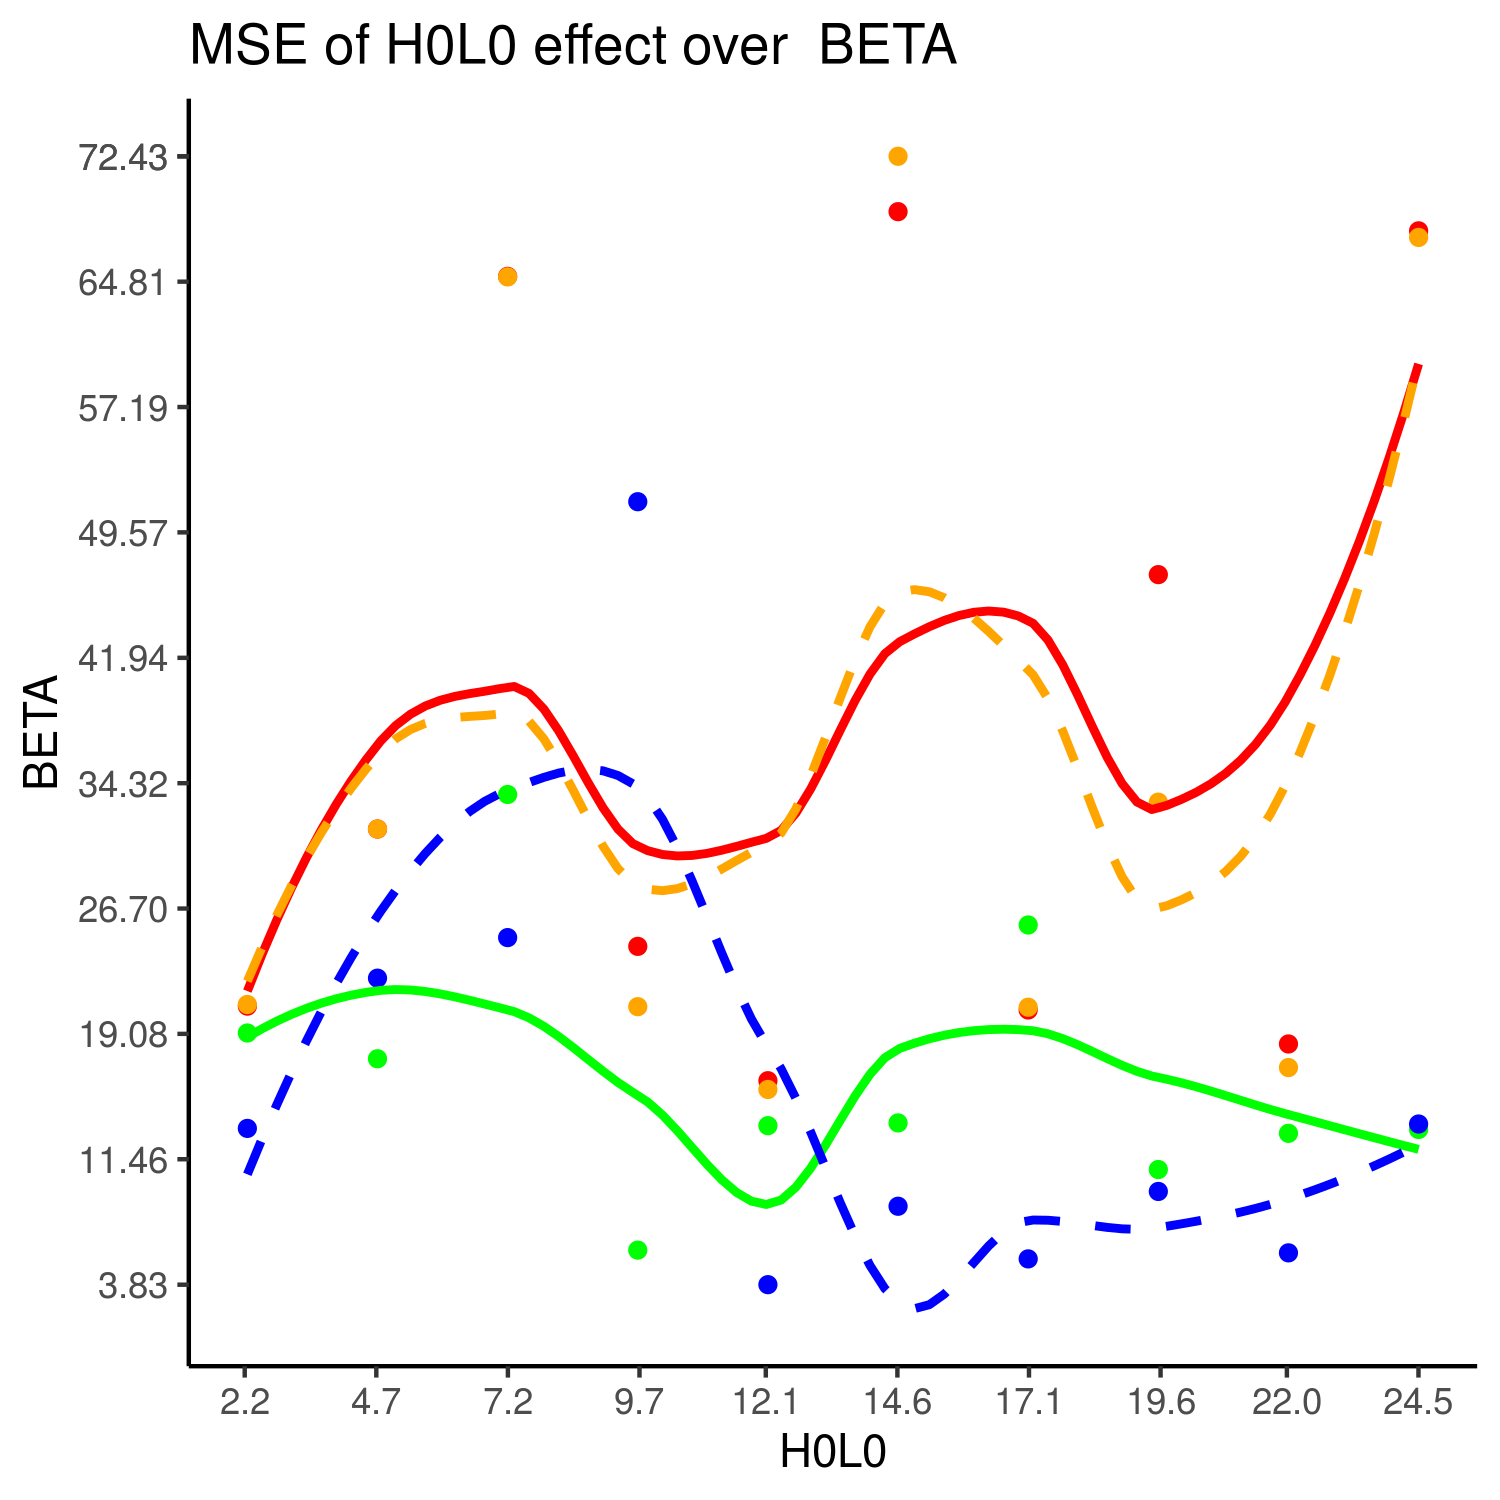 MSE of H0L0 effect over  BETA
72.43
64.81
57.19
49.57
41.94
34.32
26.70
19.08
11.46
3.83
BETA
2.2 4.7 7.2 9.7 12.1 14.6 17.1 19.6 22.0 24.5
H0L0